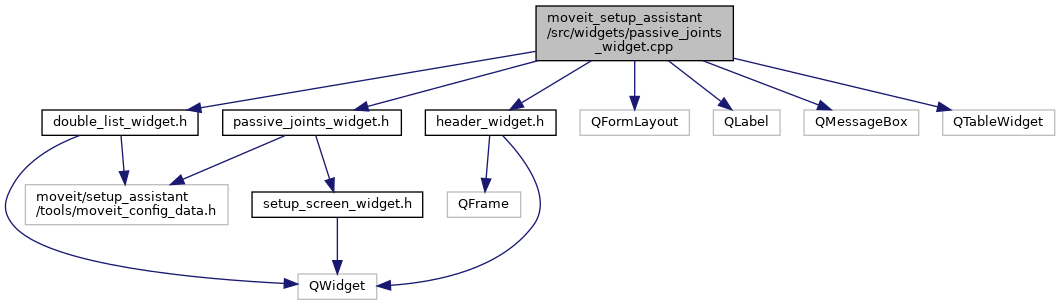 moveit_setup_assistant
/src/widgets/passive_joints
_widget.cpp
double_list_widget.h
passive_joints_widget.h
header_widget.h
QFormLayout
QLabel
QMessageBox
QTableWidget
moveit/setup_assistant
/tools/moveit_config_data.h
setup_screen_widget.h
QFrame
QWidget